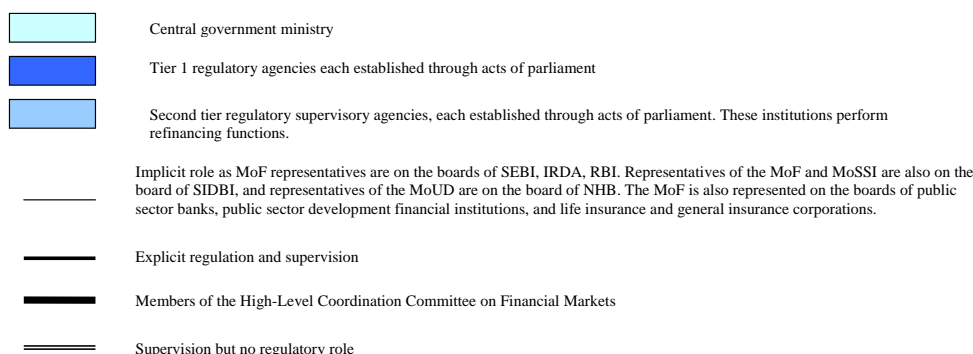 Central government ministry
Tier 1 regulatory agencies each established through acts of parliament
Second tier regulatory supervisory agencies, each established through acts of parliament. These institutions perform
refinancing functions.
Implicit role as MoF representatives are on the boards of SEBI, IRDA, RBI. Representatives of the MoF and MoSSI are also on the
board of SIDBI, and representatives of the MoUD are on the board of NHB. The MoF is also represented on the boards of public
sector banks, public sector development financial institutions, and life insurance and general insurance corporations.
Explicit regulation and supervision
Members of the High-Level Coordination Committee on Financial Markets
Supervision but no regulatory role